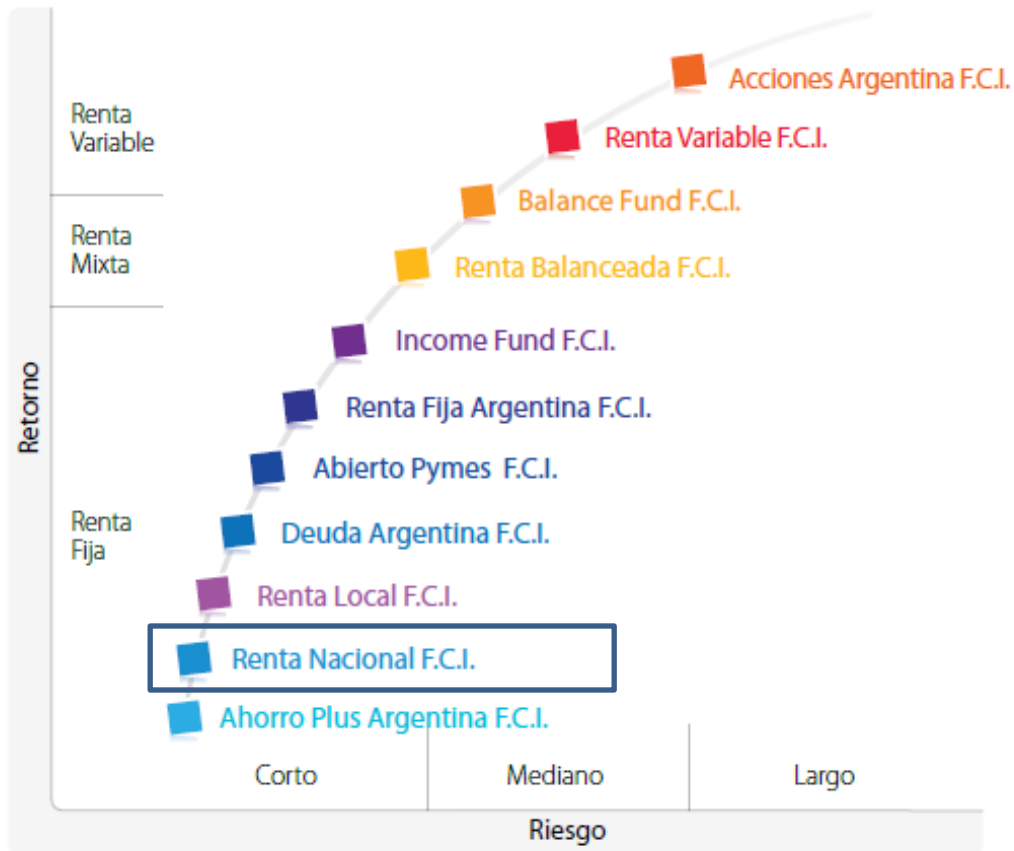 Acciones Argentina F.C.I.
Renta
Variable
Renta Variable F.C.I.
Balance Fund F.C.I.
Renta
Mixta
Renta Balanceada F.C.I.
Income Fund F.C.I.
Retorno
Renta Fija Argentina F.C.I.
Abierto Pymes F.C.I.
Renta
Fija
Deuda Argentina F.C.I.
Renta Local F.C.I.
Renta Nacional F.C.I.
Ahorro Plus Argentina F.C.I.
Corto
Mediano
Largo
Riesgo